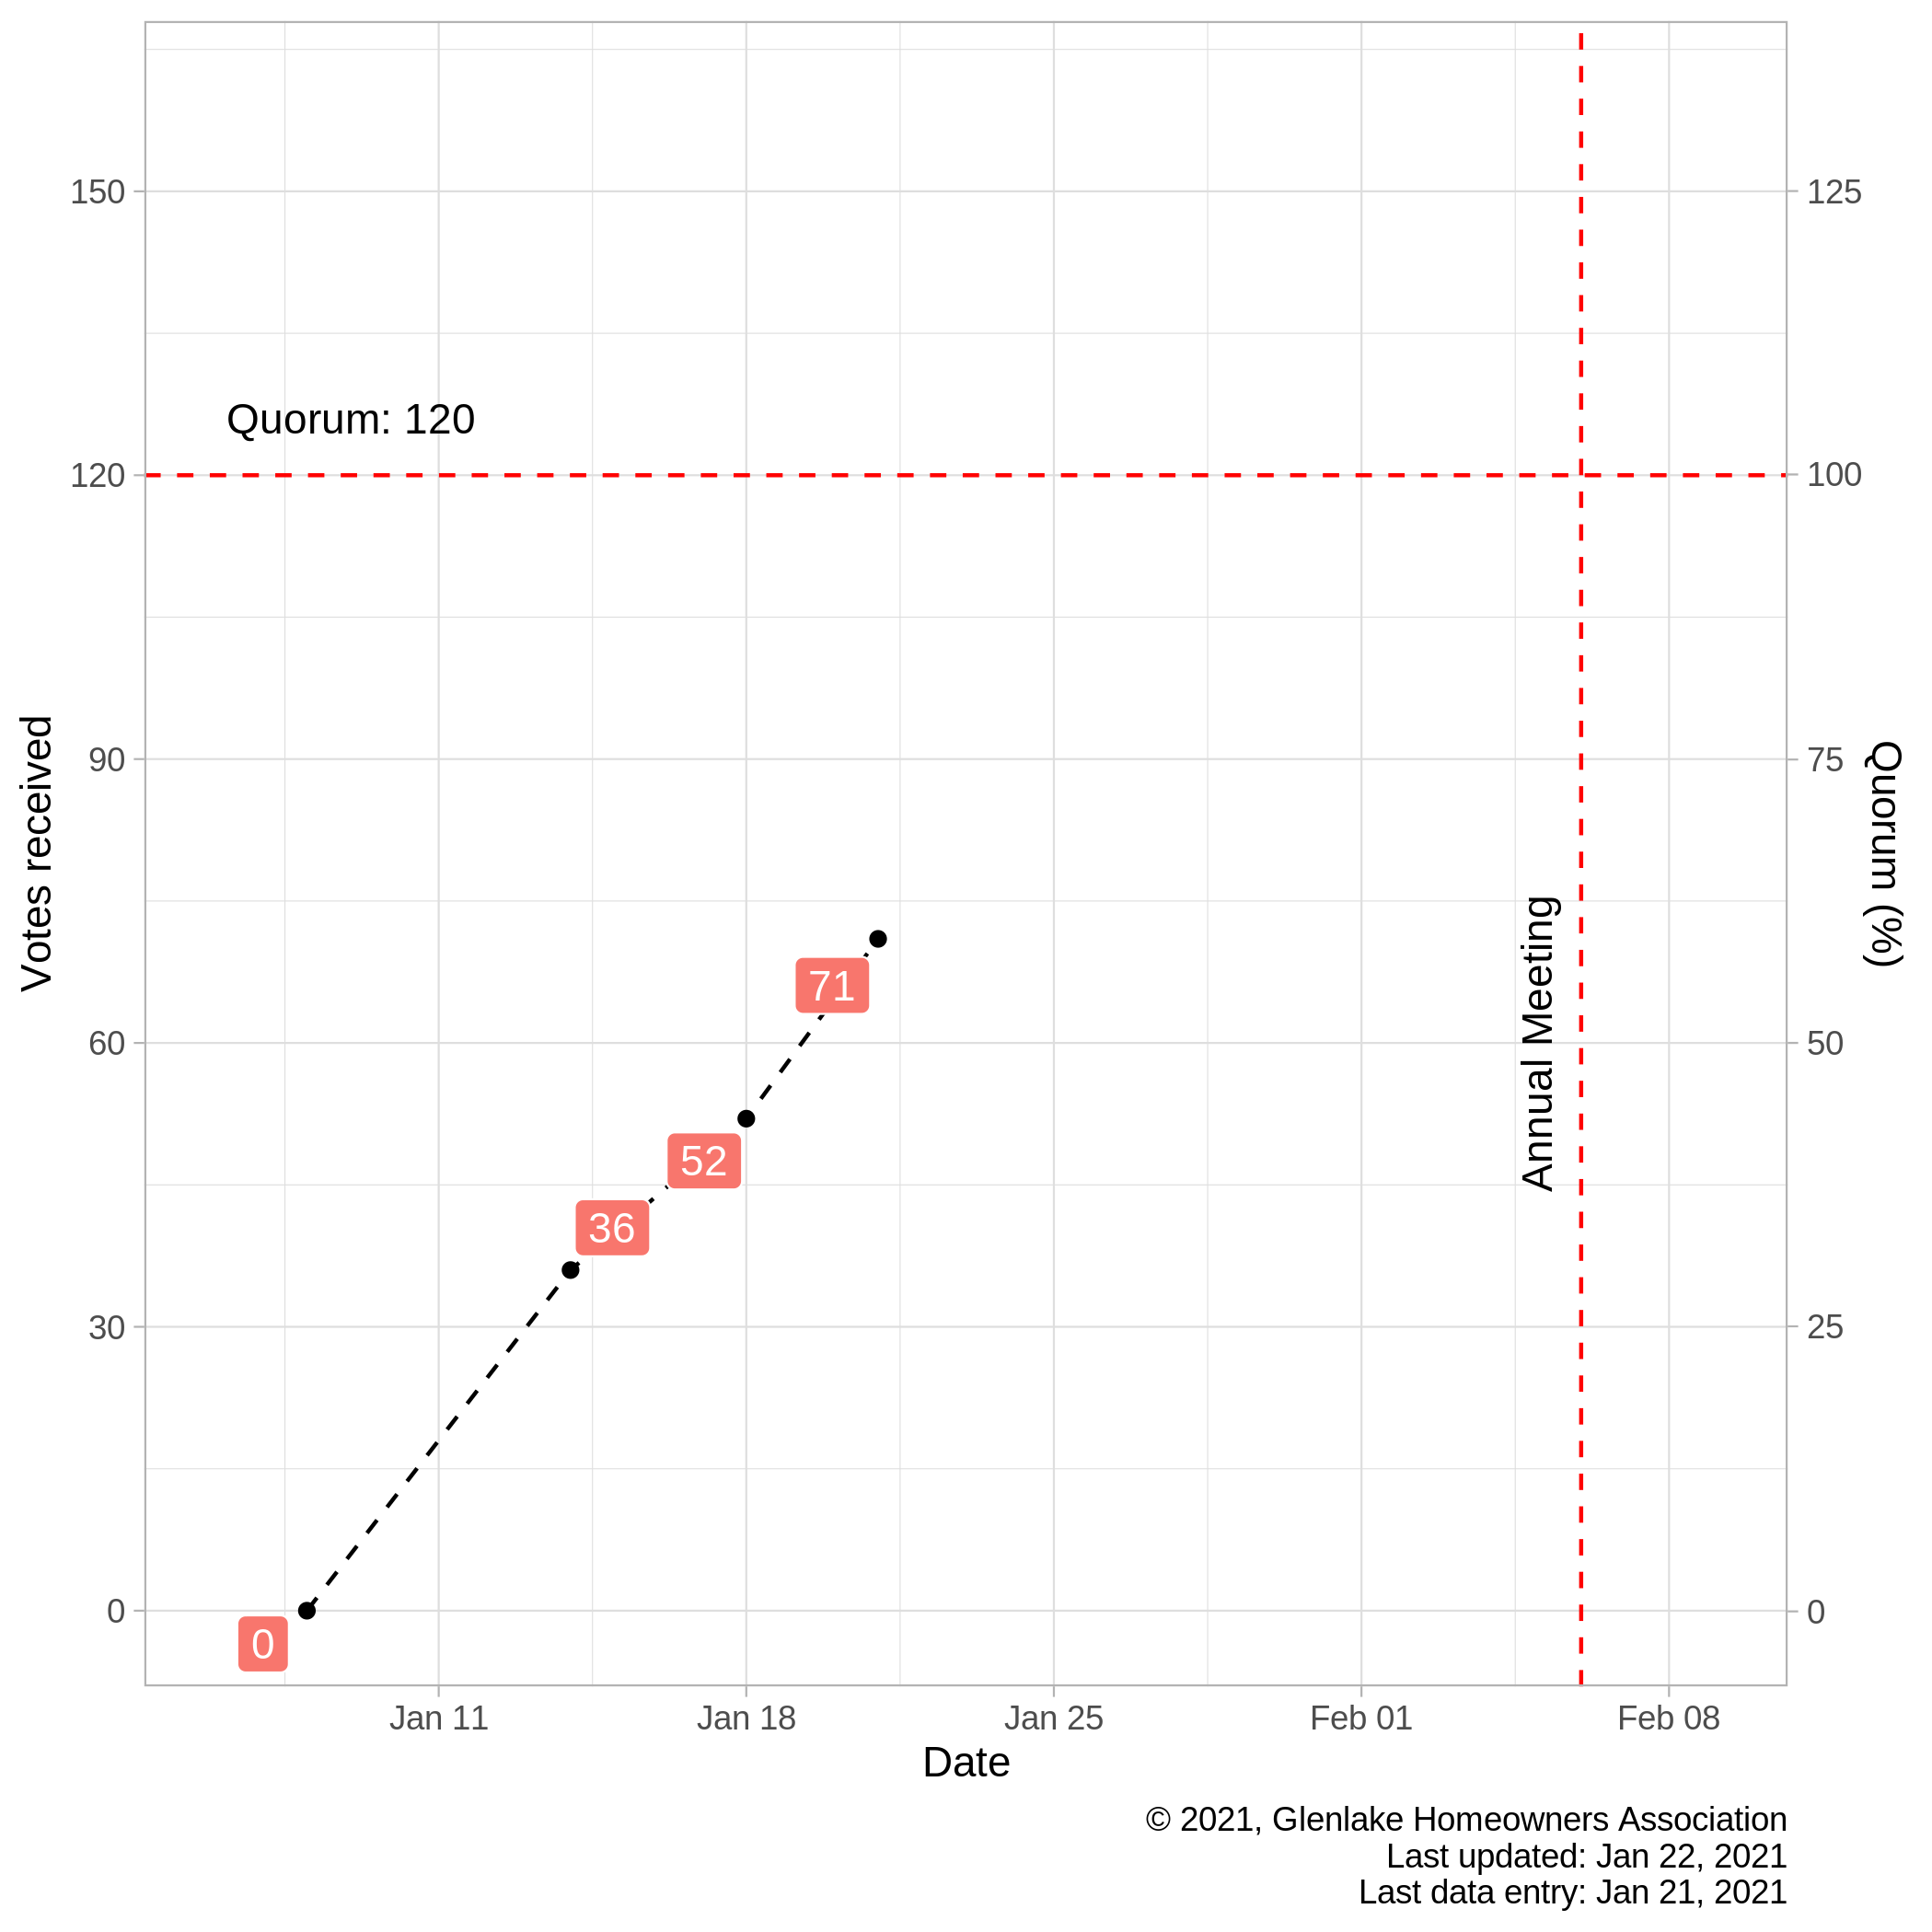 150
125
Quorum: 120
120
100
90
75
Votes received
Quorum (%)
71
60
50
Annual Meeting
52
36
30
25
0
0
0
Jan 11
Jan 18
Jan 25
Feb 01
Feb 08
Date
© 2021, Glenlake Homeowners Association
Last updated: Jan 22, 2021
Last data entry: Jan 21, 2021